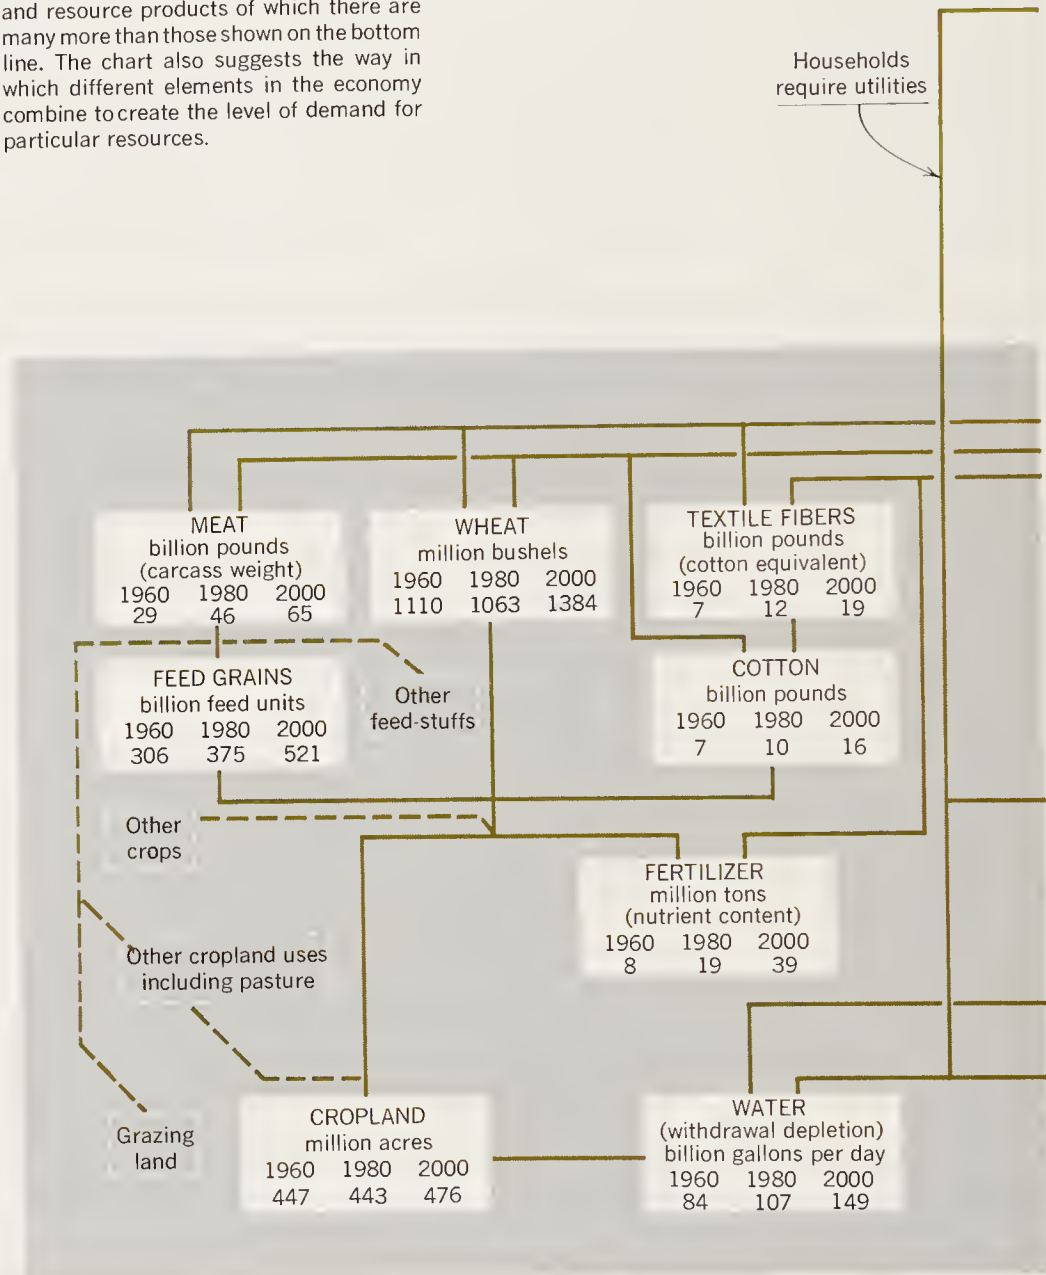 and resource products of which there are
many more than those shown on the bottom
line. The chart also suggests the way in
which different elements in the economy
combine to create the level of demand for
particular resources.
Households
require utilities
MEAT
billion pounds
(carcass weight)
1960 1980 2000
29 46 65
WHEAT
million bushels
1960 1980 2000
1110 1063 1384
TEXTILE FIBERS
billion pounds
(cotton equivalent)
1960 1980 2000
7 12 19
FEED GRAINS
billion feed units
1960 1980 2000
306 375 521
Other
feed-stuffs
COTTON
billion pounds
1960 1980 2000
7 10 16
Other
crops
FERTILIZER
million tons
(nutrient content)
1960 1980 2000
8 19 39
Other cropland uses
including pasture
Grazing
land
CROPLAND
million acres
1960 1980 2000
447 443 476
WATER
(withdrawal depletion)
billion gallons per day
1960 1980 2000
84 107 149